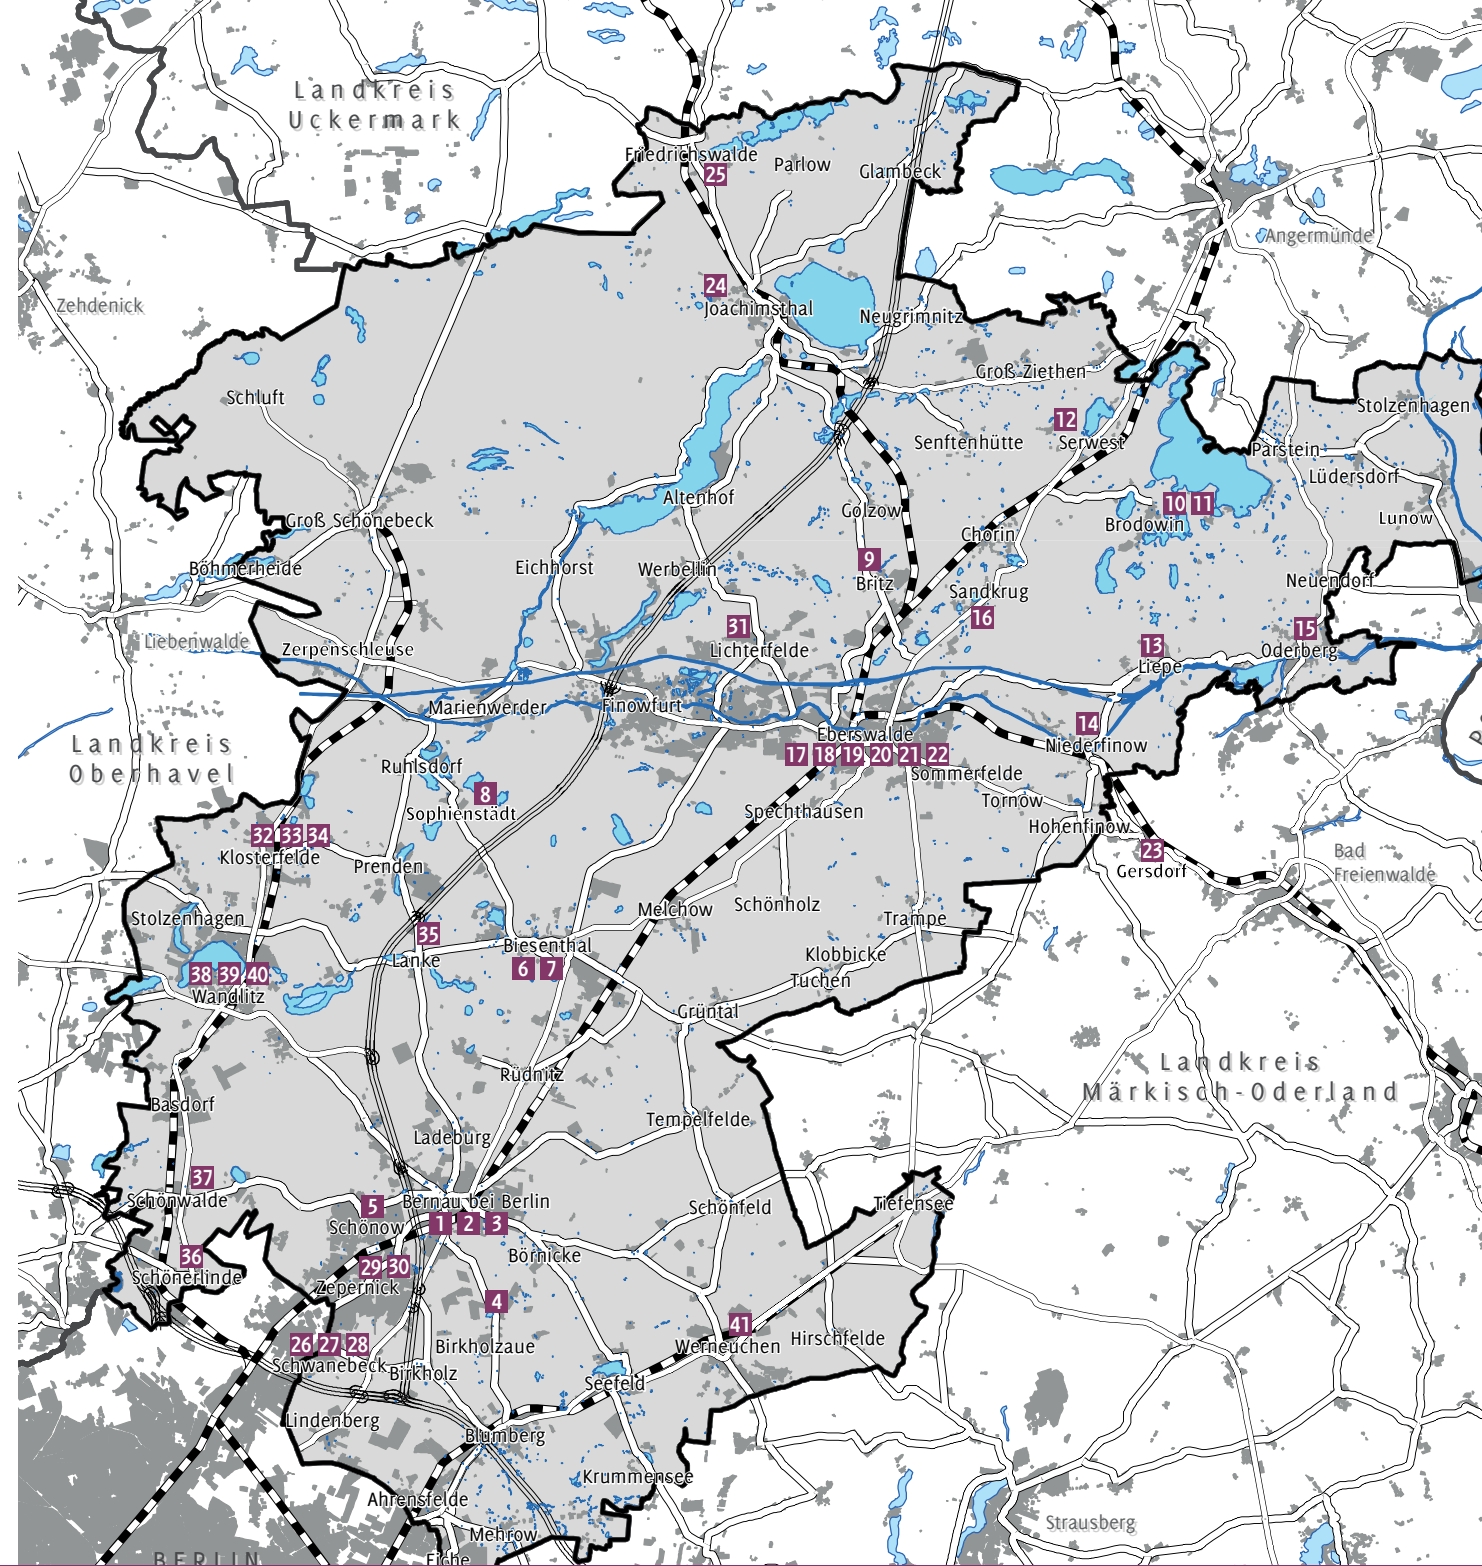 Landkreis
Uckermark
Friedrichswalde
25
Parlow
Glambeck
Angermünde
Zehdenick
24
Joachimsthal
Neugrimnitz
Groß Ziethen
Schluft
12
Serwest
Senftenhütte
Stolzenhagen
Parstein
Lüdersdorf
Altenhof
Golzow
10 11
Brodowin
Lunow
Groß Schönebeck
Chorin
Böhmerheide
Eichhorst
Werbellin
9
Britz
Sandkrug
16
Neuendorf
Liebenwalde
Zerpenschleuse
31
Lichterfelde
13
Liepe
15
Oderberg
Marienwerder
Finowfurt
Landkreis
Oberhavel
Eberswalde
17 18 19 20 21 22
14
Niederfinow
Ruhlsdorf
8
Sophienstädt
Sommerfelde
Tornow
Spechthausen
Hohenfinow
32 33 34
Klosterfelde
Prenden
23
Gersdorf
Bad
Freienwalde
Stolzenhagen
35
Lanke
Melchow
Schönholz
Trampe
Biesenthal
6 7
Klobbicke
Tuchen
38 39 40
Wandlitz
Grüntal
Rüdnitz
Landkreis
Märkisch-Oderland
Basdorf
Tempelfelde
Ladeburg
37
Schönwalde
5
Schönow
Bernau bei Berlin
1 2 3
Schönfeld
Tiefensee
36
Schönerlinde
29 30
Zepernick
Börnicke
4
26 27 28
Schwanebeck
Birkholzaue
Birkholz
41
Werneuchen
Hirschfelde
Seefeld
Lindenberg
Blumberg
Krummensee
Ahrensfelde
Mehrow
Strausberg
Eiche
BERLIN